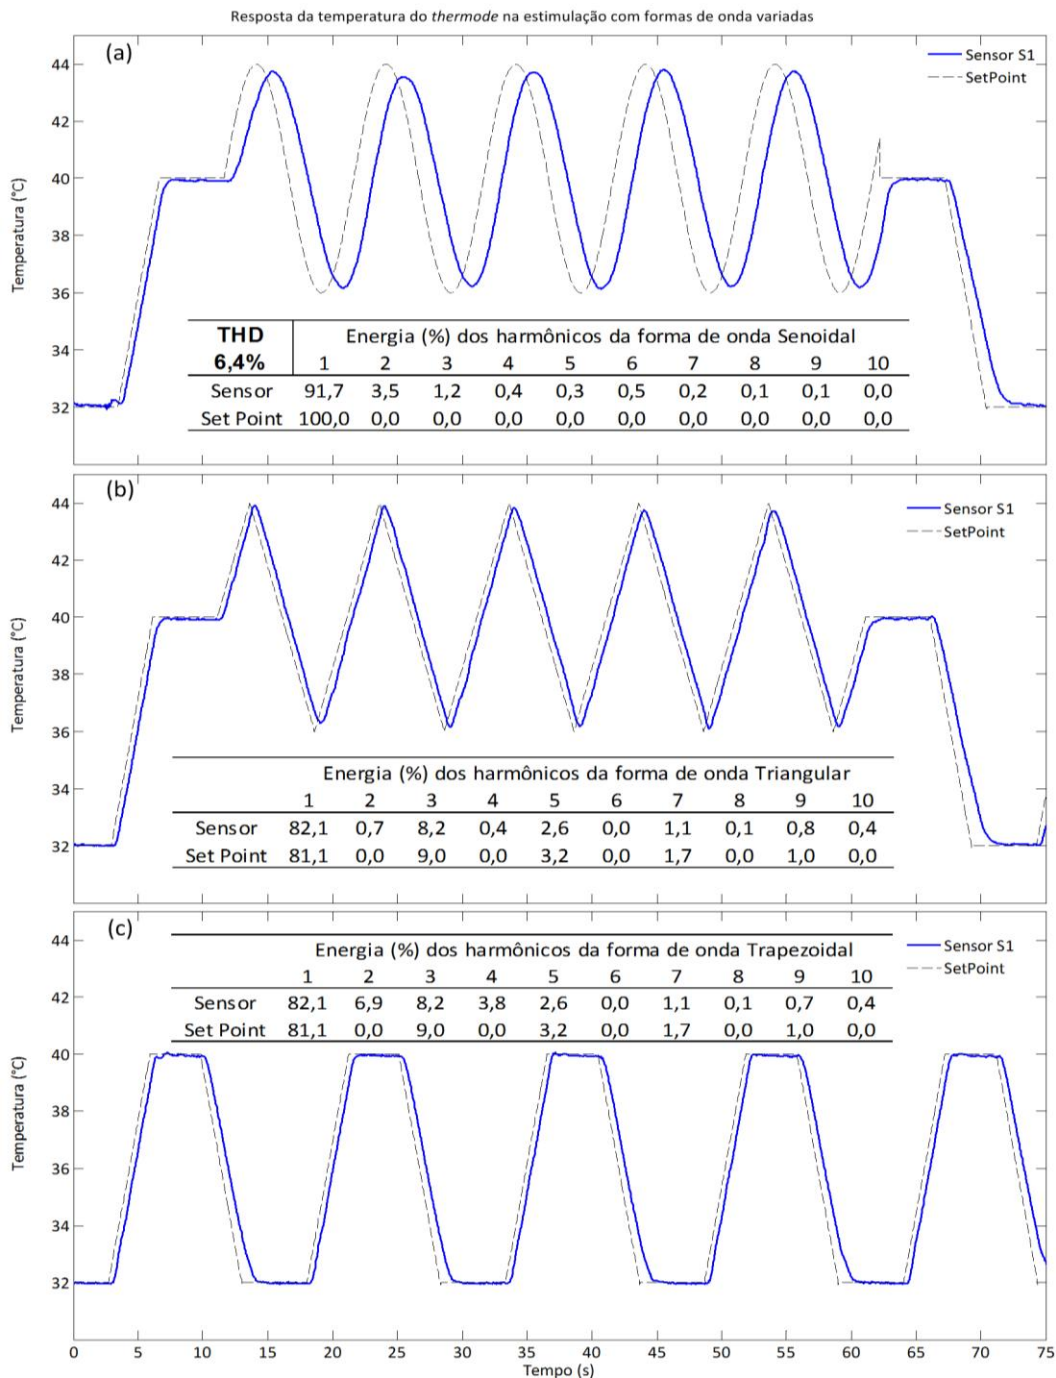 Resposta da temperatura do thermode na estimulação com formas de onda variadas
(a)
Sensor S1
SetPoint
44
42
40
38
36
34
32
Temperatura (°C)
THD Energia (%) dos harmônicos da forma de onda Senoidal
6,4% 1 2 3 4 5 6 7 8 9 10
Sensor 91,7 3,5 1,2 0,4 0,3 0,5 0,2 0,1 0,1 0,0
Set Point 100,0 0,0 0,0 0,0 0,0 0,0 0,0 0,0 0,0 0,0
(b)
Sensor S1
SetPoint
44
42
40
38
36
34
32
Temperatura (°C)
Energia (%) dos harmônicos da forma de onda Triangular
1 2 3 4 5 6 7 8 9 10
Sensor 82,1 0,7 8,2 0,4 2,6 0,0 1,1 0,1 0,8 0,4
Set Point 81,1 0,0 9,0 0,0 3,2 0,0 1,7 0,0 1,0 0,0
(c)
Sensor S1
SetPoint
Energia (%) dos harmônicos da forma de onda Trapezoidal
1 2 3 4 5 6 7 8 9 10
Sensor 82,1 6,9 8,2 3,8 2,6 0,0 1,1 0,1 0,7 0,4
Set Point 81,1 0,0 9,0 0,0 3,2 0,0 1,7 0,0 1,0 0,0
44
42
40
38
36
34
32
Temperatura (°C)
0 5 10 15 20 25 30 35 40 45 50 55 60 65 70 75
Tempo (s)